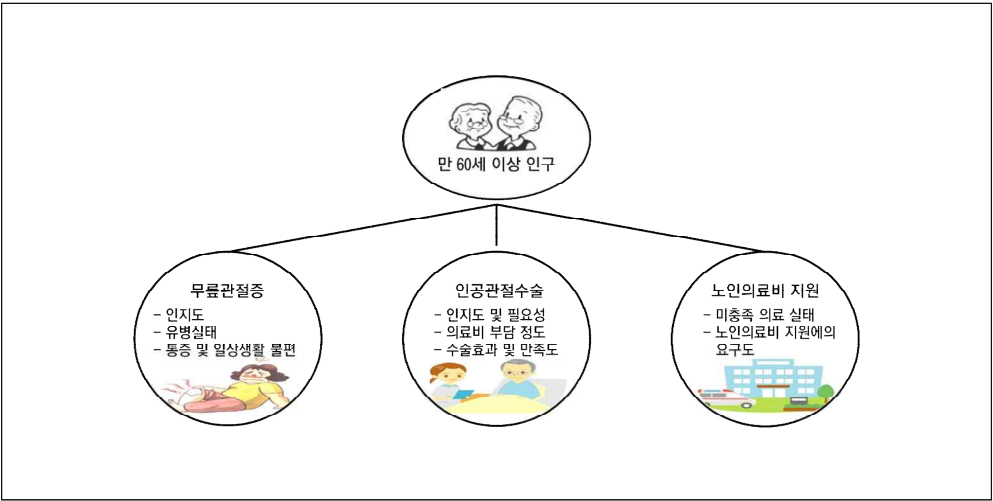 만 60세 이상 인구
무릎관절증
- 인지도
- 유병실태
- 통증 및 일상생활 불편
인공관절수술
- 인지도 및 필요성
- 의료비 부담 정도
- 수술효과 및 만족도
노인의료비 지원
- 미충족 의료 실태
- 노인의료비 지원에의
요구도